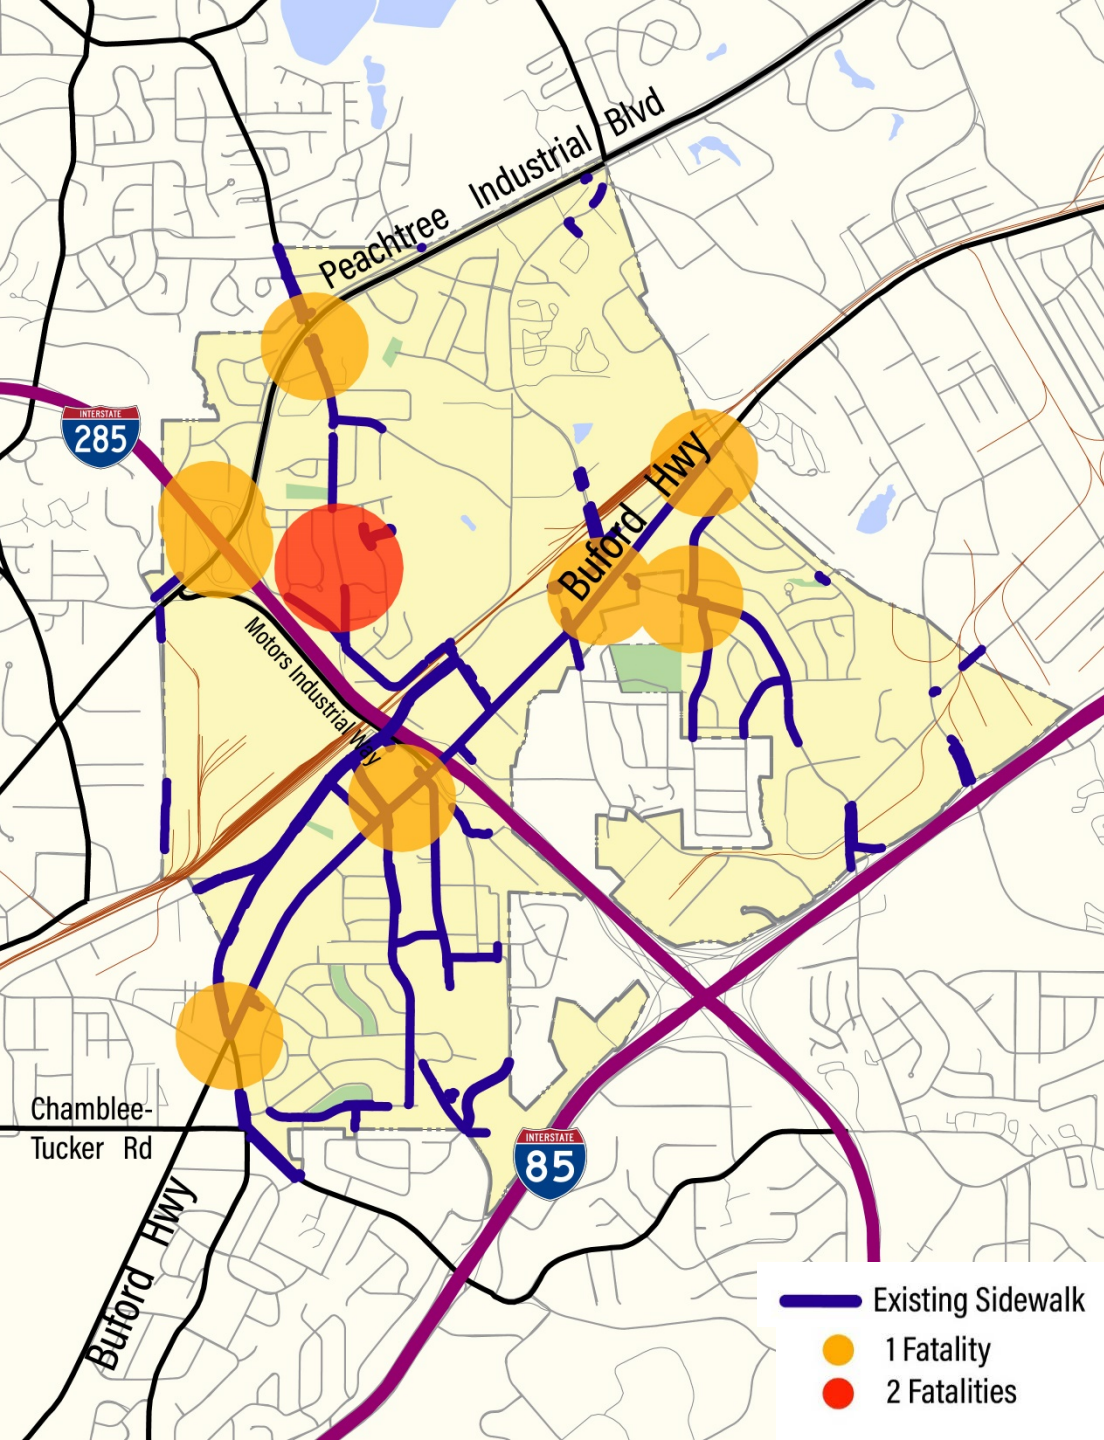 Peachtree Industrial Blvd
INTERSTATE
285
Buford Hwy
Motors Industrial Way
Chamblee-
Tucker Rd
INTERSTATE
85
Buford Hwy
Existing Sidewalk
1 Fatality
2 Fatalities